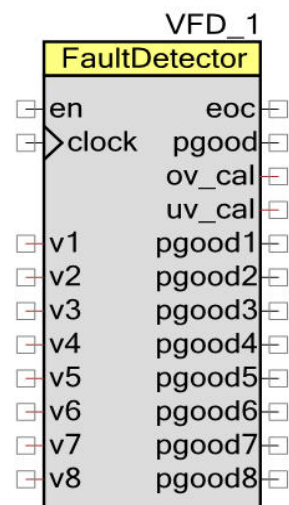 VFD_1
FaultDetector
en eoc
clock pgood
ov_cal
uv_cal
v1 pgood1
v2 pgood2
v3 pgood3
v4 pgood4
v5 pgood5
v6 pgood6
v7 pgood7
v8 pgood8